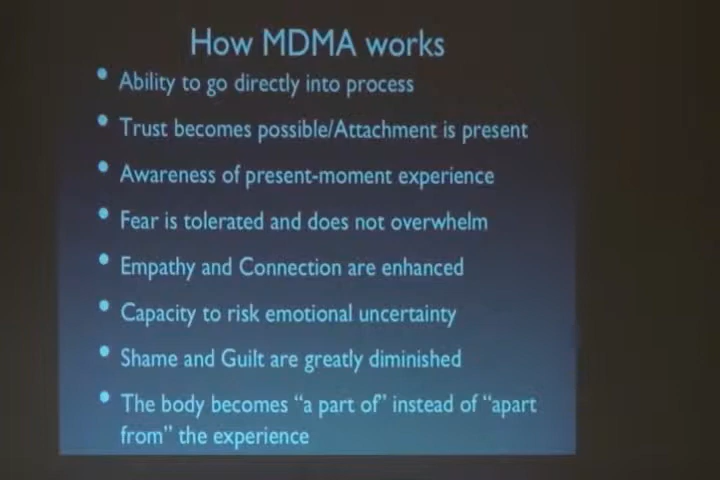 How MDMA works
• Ability to go directly into process
• Trust becomes possible/Attachment is present
• Awareness of present-moment experience
• Fear is tolerated and does not overwhelm
• Empathy and Connection are enhanced
• Capacity to risk emotional uncertainty
• Shame and Guilt are greatly diminished
• The body becomes “a part of” instead of “apart
from” the experience